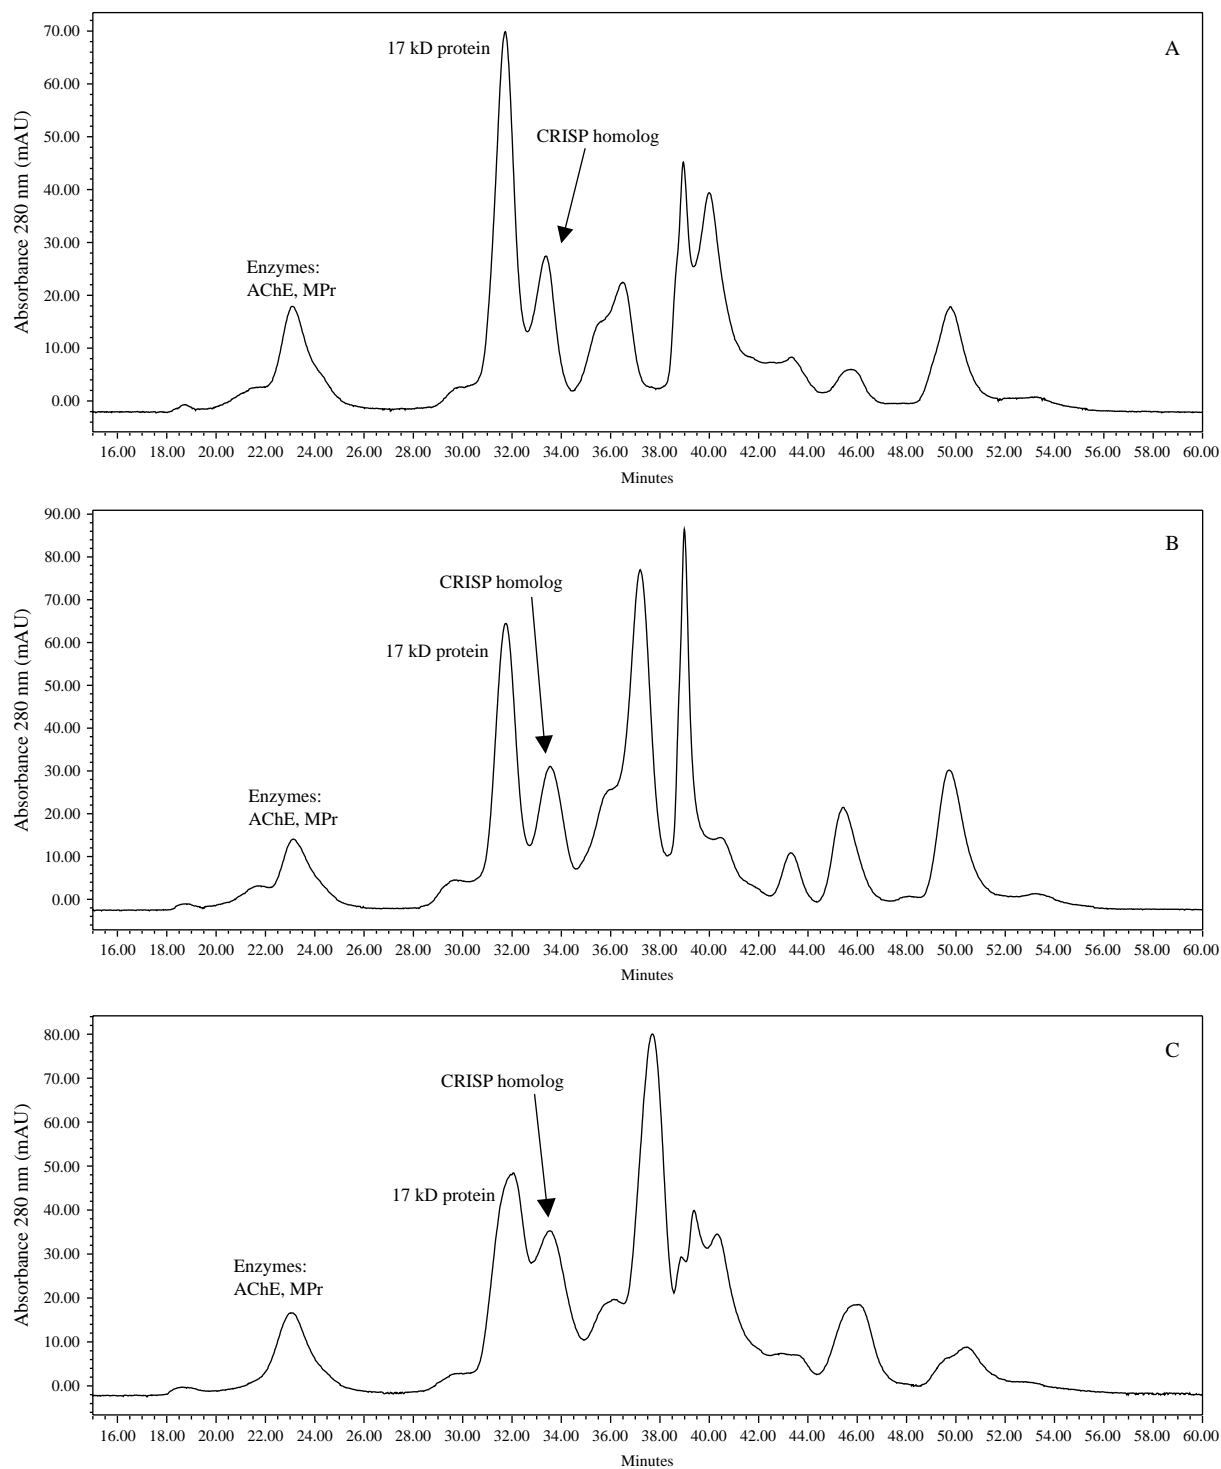 A
70.00
60.00
50.00
40.00
30.00
20.00
10.00
0.00
Absorbance 280 nm (mAU)
17 kD protein
CRISP homolog
Enzymes:
AChE, MPr
16.00 18.00 20.00 22.00 24.00 26.00 28.00 30.00 32.00 34.00 36.00 38.00 40.00 42.00 44.00 46.00 48.00 50.00 52.00 54.00 56.00 58.00 60.00
Minutes
B
90.00
80.00
70.00
60.00
50.00
40.00
30.00
20.00
10.00
0.00
Absorbance 280 nm (mAU)
CRISP homolog
17 kD protein
Enzymes:
AChE, MPr
16.00 18.00 20.00 22.00 24.00 26.00 28.00 30.00 32.00 34.00 36.00 38.00 40.00 42.00 44.00 46.00 48.00 50.00 52.00 54.00 56.00 58.00 60.00
Minutes
C
80.00
70.00
60.00
50.00
40.00
30.00
20.00
10.00
0.00
Absorbance 280 nm (mAU)
CRISP homolog
17 kD protein
Enzymes:
AChE, MPr
16.00 18.00 20.00 22.00 24.00 26.00 28.00 30.00 32.00 34.00 36.00 38.00 40.00 42.00 44.00 46.00 48.00 50.00 52.00 54.00 56.00 58.00 60.00
Minutes